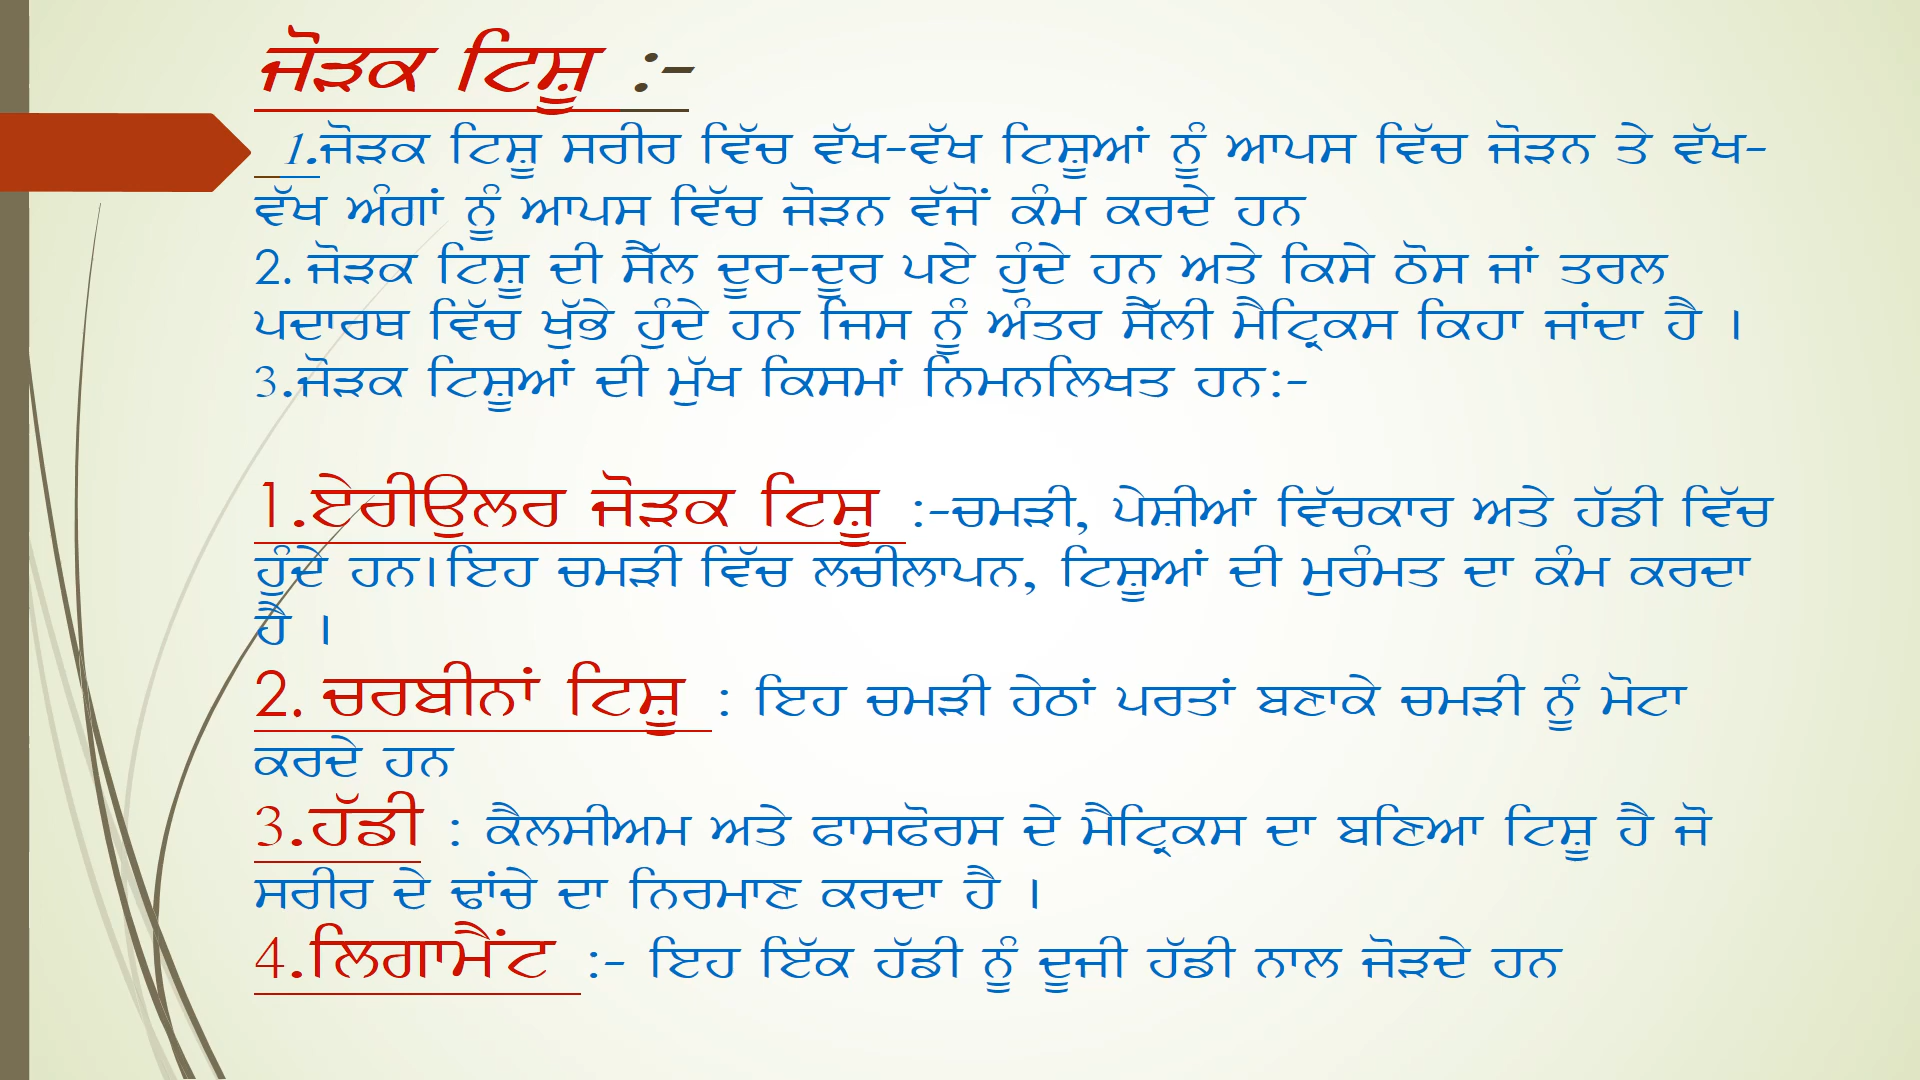 ਜੋੜਕ ਟਿਸ਼ੂ :-
1.ਜੋੜਕ ਟਿਸ਼ੂ ਸਰੀਰ ਵਿੱਚ ਵੱਖ-ਵੱਖ ਟਿਸ਼ੂਆਂ ਨੂੰ ਆਪਸ ਵਿੱਚ ਜੋੜਨ ਤੇ ਵੱਖ-
ਵੱਖ ਅੰਗਾਂ ਨੂੰ ਆਪਸ ਵਿੱਚ ਜੋੜਨ ਵੱਜੋਂ ਕੰਮ ਕਰਦੇ ਹਨ
2. ਜੋੜਕ ਟਿਸ਼ੂ ਦੀ ਸੈੱਲ ਦੂਰ-ਦੂਰ ਪਏ ਹੁੰਦੇ ਹਨ ਅਤੇ ਕਿਸੇ ਠੋਸ ਜਾਂ ਤਰਲ
ਪਦਾਰਥ ਵਿੱਚ ਖੁੱਭੇ ਹੁੰਦੇ ਹਨ ਜਿਸ ਨੂੰ ਅੰਤਰ ਸੈੱਲੀ ਮੈਟ੍ਰਿਕਸ ਕਿਹਾ ਜਾਂਦਾ ਹੈ ।
3.ਜੋੜਕ ਟਿਸ਼ੂਆਂ ਦੀ ਮੁੱਖ ਕਿਸਮਾਂ ਨਿਮਨਲਿਖਤ ਹਨ:-
1.ਏਰੀਉਲਰ ਜੋੜਕ ਟਿਸ਼ੂ :-ਚਮੜੀ, ਪੇਸ਼ੀਆਂ ਵਿੱਚਕਾਰ ਅਤੇ ਹੱਡੀ ਵਿੱਚ
ਹੁੰਦੇ ਹਨ।ਇਹ ਚਮੜੀ ਵਿੱਚ ਲਚੀਲਾਪਨ, ਟਿਸ਼ੂਆਂ ਦੀ ਮੁਰੰਮਤ ਦਾ ਕੰਮ ਕਰਦਾ
ਹੈ ।
2. ਚਰਬੀਨਾਂ ਟਿਸ਼ੂ : ਇਹ ਚਮੜੀ ਹੇਠਾਂ ਪਰਤਾਂ ਬਣਾਕੇ ਚਮੜੀ ਨੂੰ ਮੋਟਾ
ਕਰਦੇ ਹਨ
3.ਹੱਡੀ : ਕੈਲਸੀਅਮ ਅਤੇ ਫਾਸਫੋਰਸ ਦੇ ਮੈਟ੍ਰਿਕਸ ਦਾ ਬਣਿਆ ਟਿਸ਼ੂ ਹੈ ਜੋ
ਸਰੀਰ ਦੇ ਢਾਂਚੇ ਦਾ ਨਿਰਮਾਣ ਕਰਦਾ ਹੈ ।
4.ਲਿਗਾਮੈਂਟ :- ਇਹ ਇੱਕ ਹੱਡੀ ਨੂੰ ਦੂਜੀ ਹੱਡੀ ਨਾਲ ਜੋੜਦੇ ਹਨ